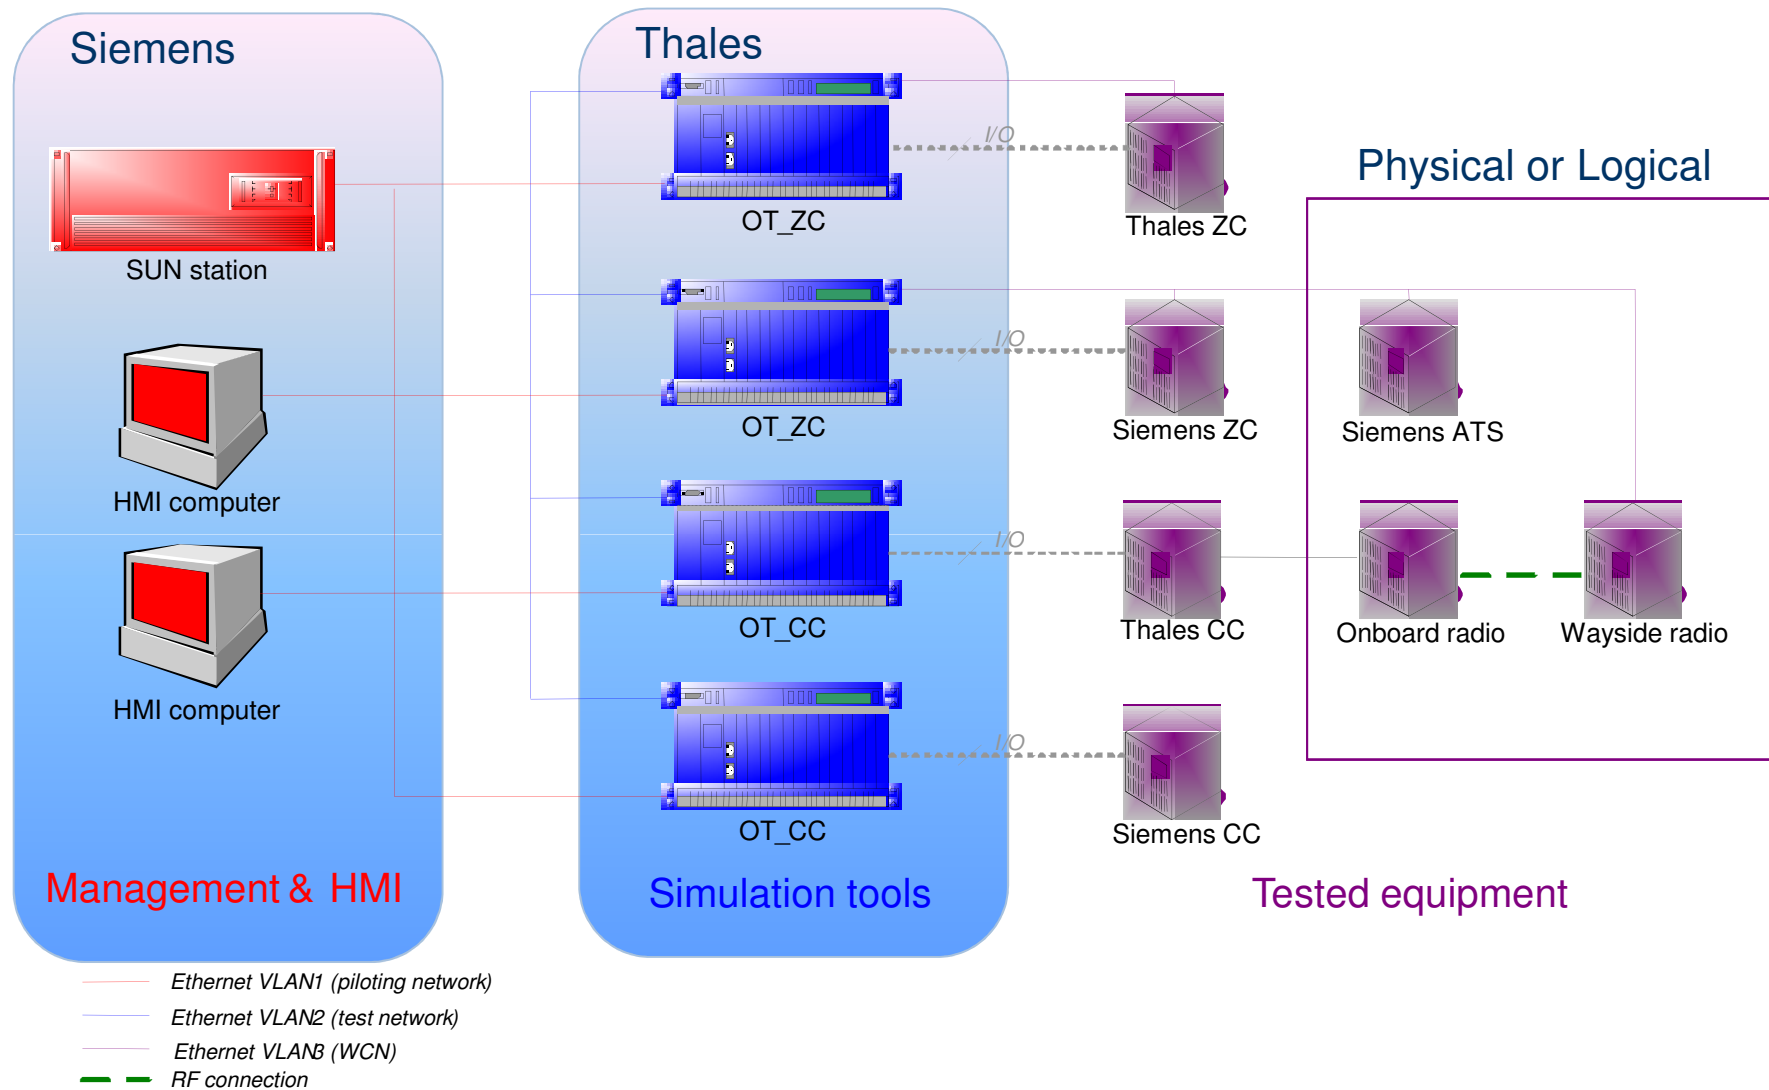 Siemens
Thales
I/O
Physical or Logical
OT_ZC
Thales ZC
SUN station
I/O
OT_ZC
Siemens ZC
Siemens ATS
HMI computer
I/O
OT_CC
Thales CC
Onboard radio
Wayside radio
HMI computer
I/O
OT_CC
Siemens CC
Management & HMI
Simulation tools
Tested equipment
Ethernet VLAN1 (piloting network)
Ethernet VLAN2 (test network)
Ethernet VLAN3 (WCN)
RF connection